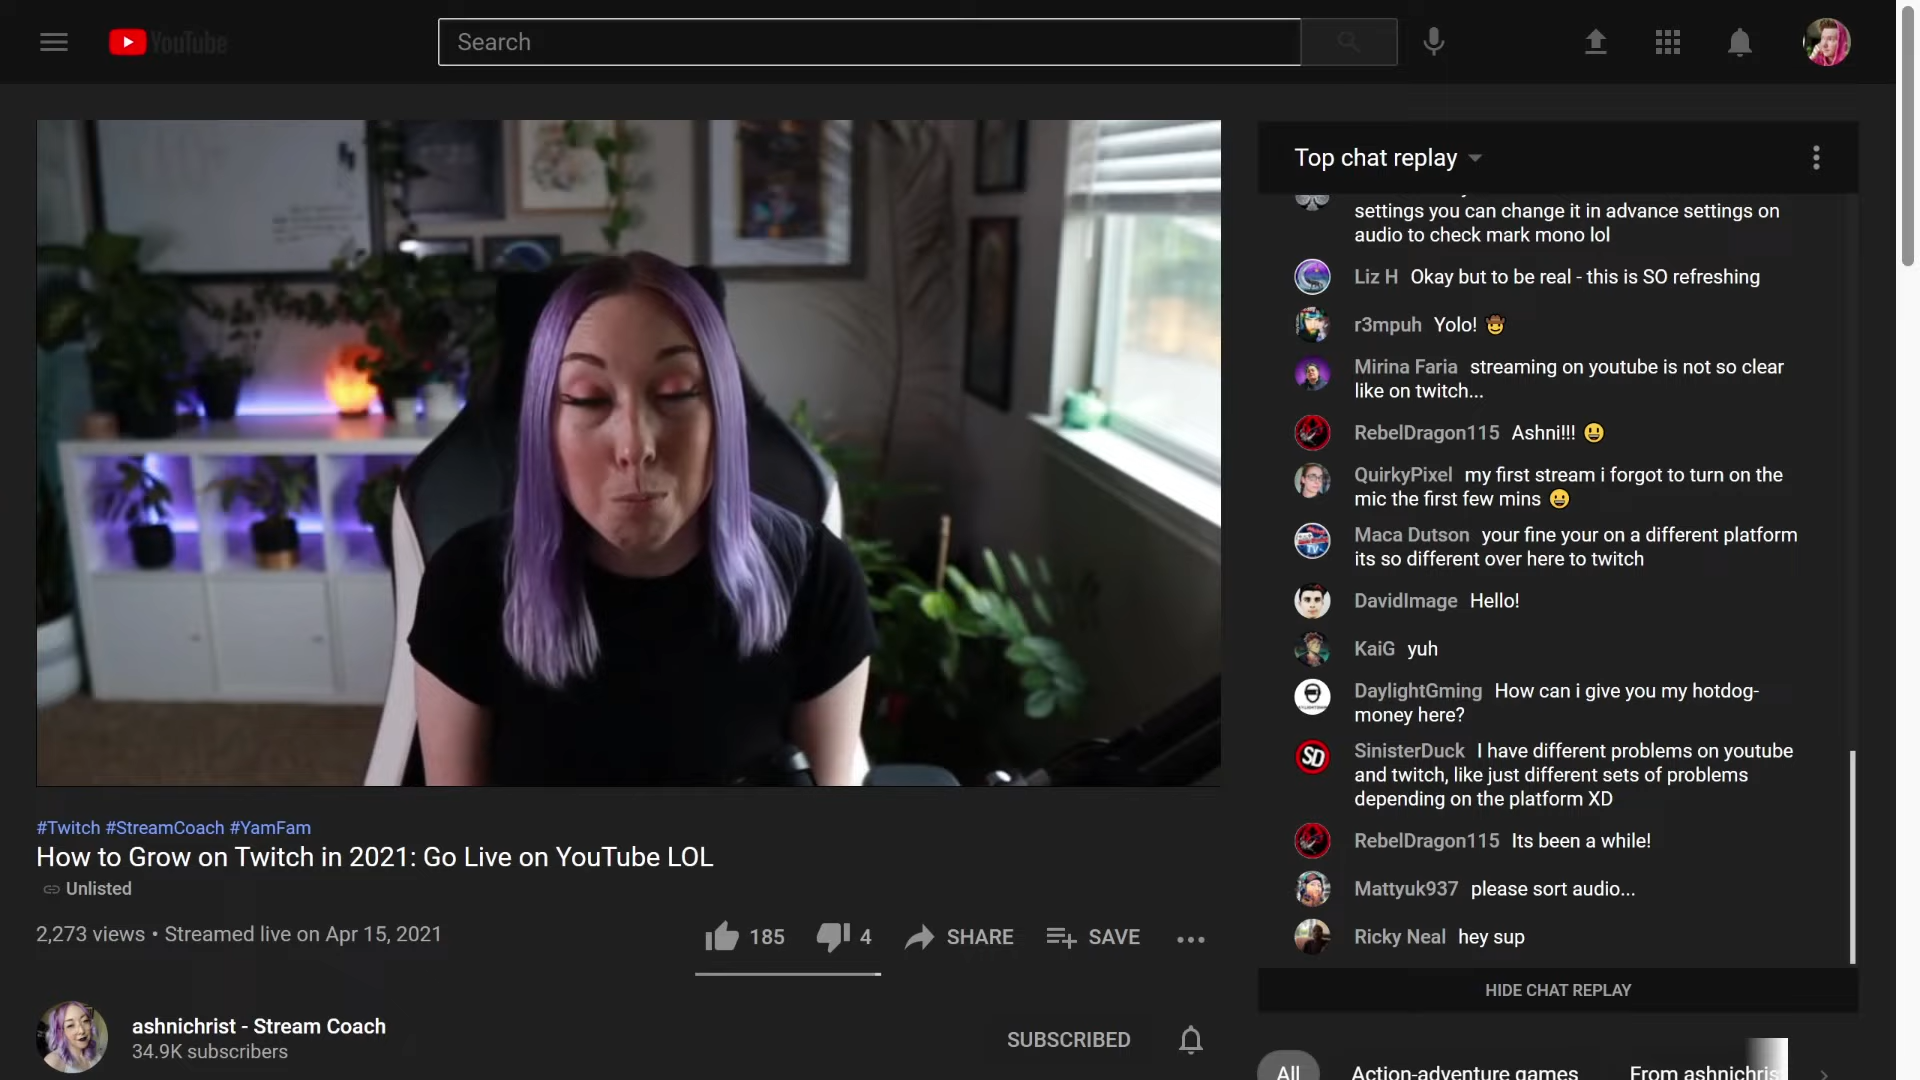 YouTube
Search
Top chat replay
settings you can change it in advance settings on
audio to check mark mono lol
Liz H Okay but to be real - this is SO refreshing
r3mpuh Yolo! 🤠
Mirina Faria streaming on youtube is not so clear
like on twitch...
RebelDragon115 Ashni!!! 😃
QuirkyPixel my first stream i forgot to turn on the
mic the first few mins 😀
Maca Dutson your fine your on a different platform
its so different over here to twitch
DavidImage Hello!
KaiG yuh
DaylightGming How can i give you my hotdog-
money here?
SD
SinisterDuck I have different problems on youtube
and twitch, like just different sets of problems
depending on the platform XD
RebelDragon115 Its been a while!
Mattyuk937 please sort audio...
Ricky Neal hey sup
HIDE CHAT REPLAY
#Twitch #StreamCoach #YamFam
How to Grow on Twitch in 2021: Go Live on YouTube LOL
Unlisted
2,273 views • Streamed live on Apr 15, 2021
185 4 SHARE SAVE
ashnichrist - Stream Coach
34.9K subscribers
SUBSCRIBED
All Action-adventure games From ashnichris